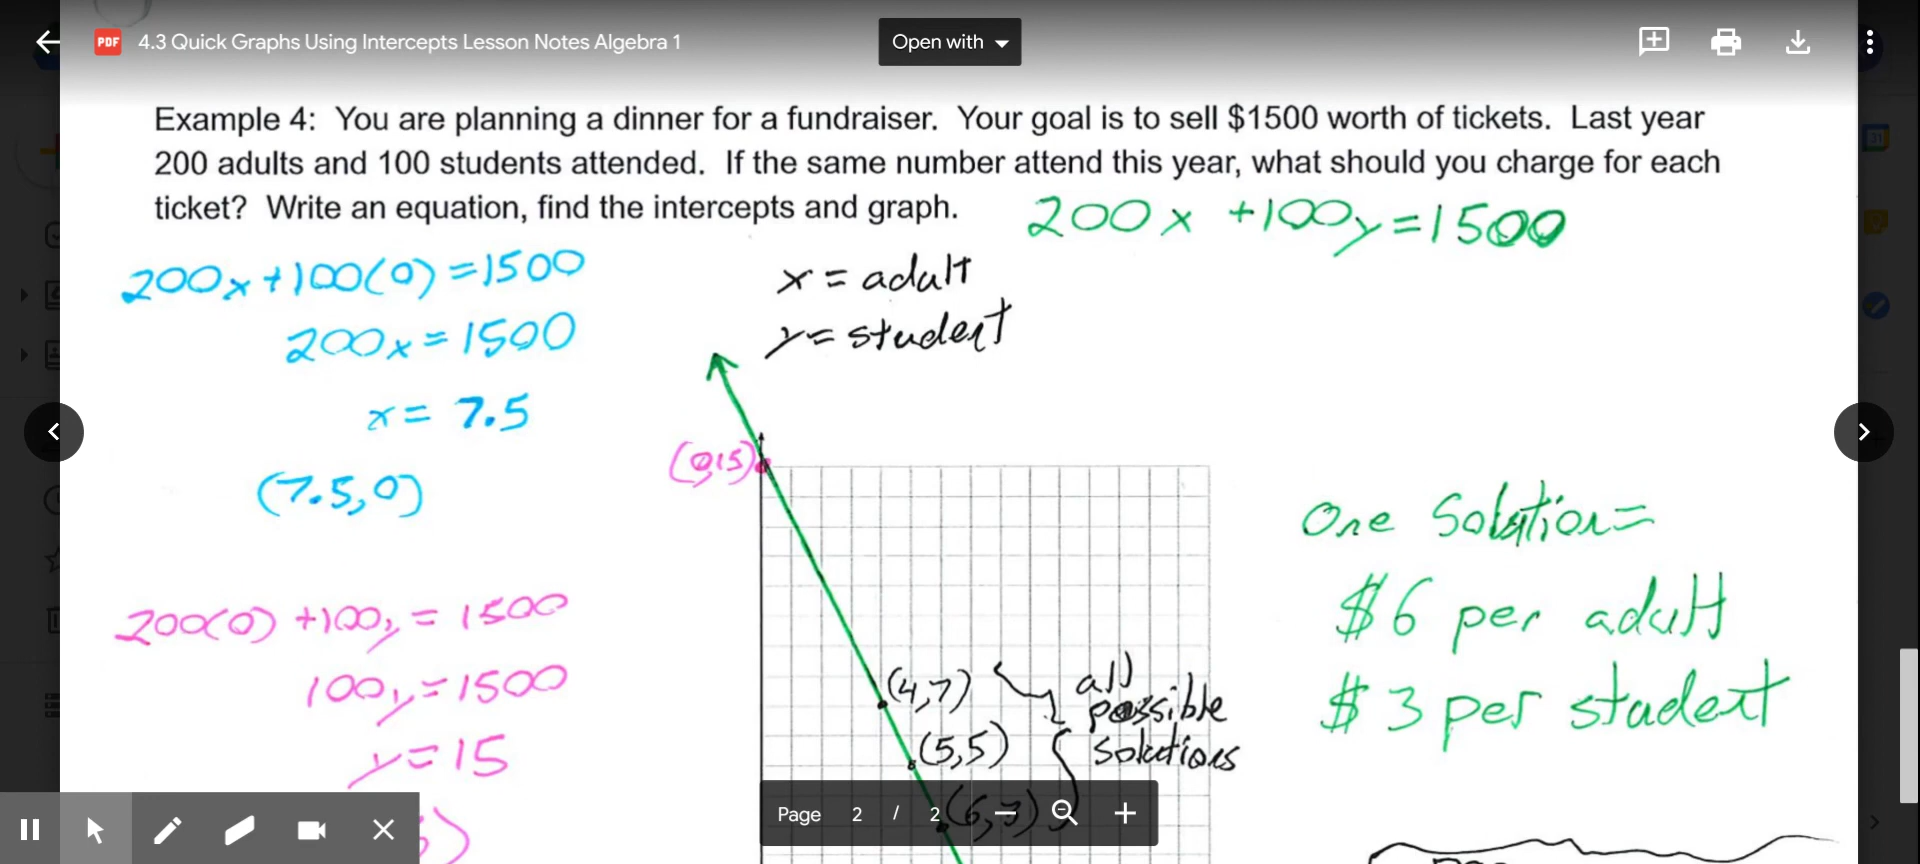 4.3 Quick Graphs Using Intercepts Lesson Notes Algebra 1
PDF
Open with
Example 4: You are planning a dinner for a fundraiser. Your goal is to sell $1500 worth of tickets. Last year
200 adults and 100 students attended. If the same number attend this year, what should you charge for each
ticket? Write an equation, find the intercepts and graph.
200x +100y=1500
200x+100(0)=1500
200x=1500
x= 7.5
(7.5,0)
x = adult
y= student
(0,15)
200(0) +100y= 1500
100y=1500
y=15
(4,7)
(5,5)
(6,3)
all
possible
solutions
One Solution=
$6 per adult
$3 per student
Page 2 / 2
31